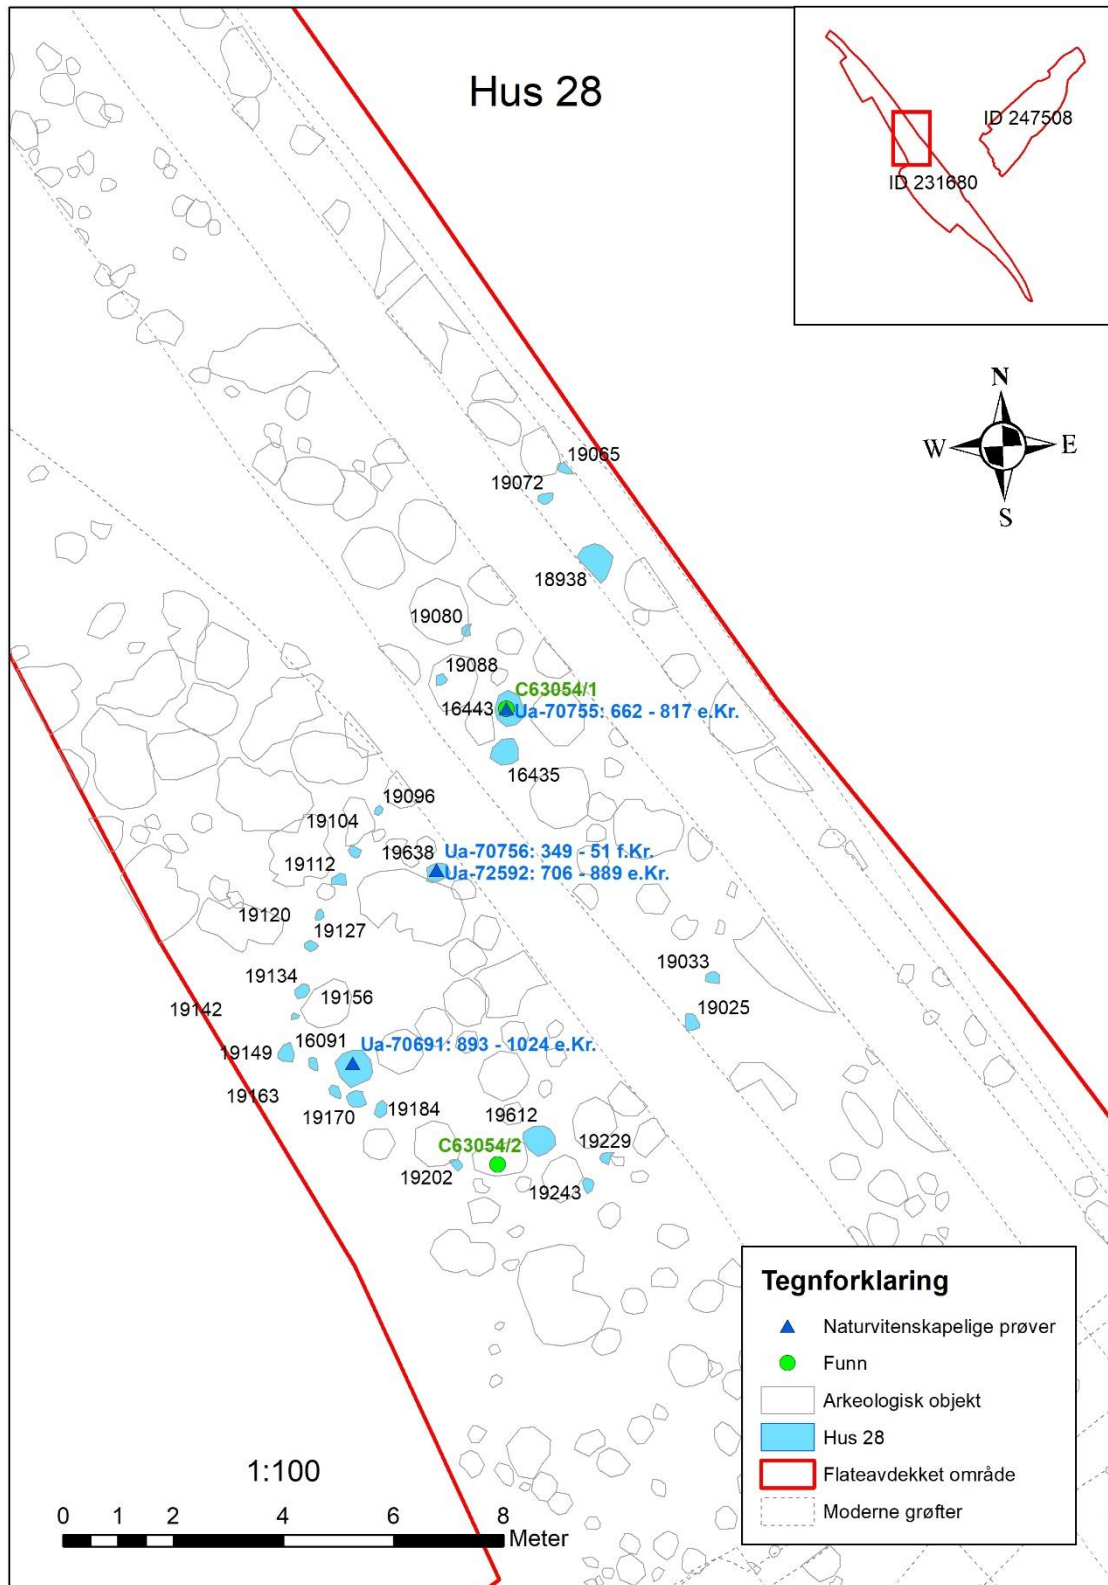 Hus 28
ID 247508
ID 231680
N
W
E
S
19065
19072
18938
19080
19088
C63054/1
16443
Ua-70755: 662 - 817 e.Kr.
16435
19096
19104
19638
Ua-70756: 349 - 51 f.Kr.
19112
Ua-72592: 706 - 889 e.Kr.
19120
19127
19033
19134
19156
19142
19025
16091
Ua-70691: 893 - 1024 e.Kr.
19149
19163
19170
19184
19612
C63054/2
19229
19202
19243
Tegnforklaring
Naturvitenskapelige prøver
Funn
Arkeologisk objekt
Hus 28
Flateavdekket område
Moderne grøfter
1:100
0 1 2 4 6 8
Meter